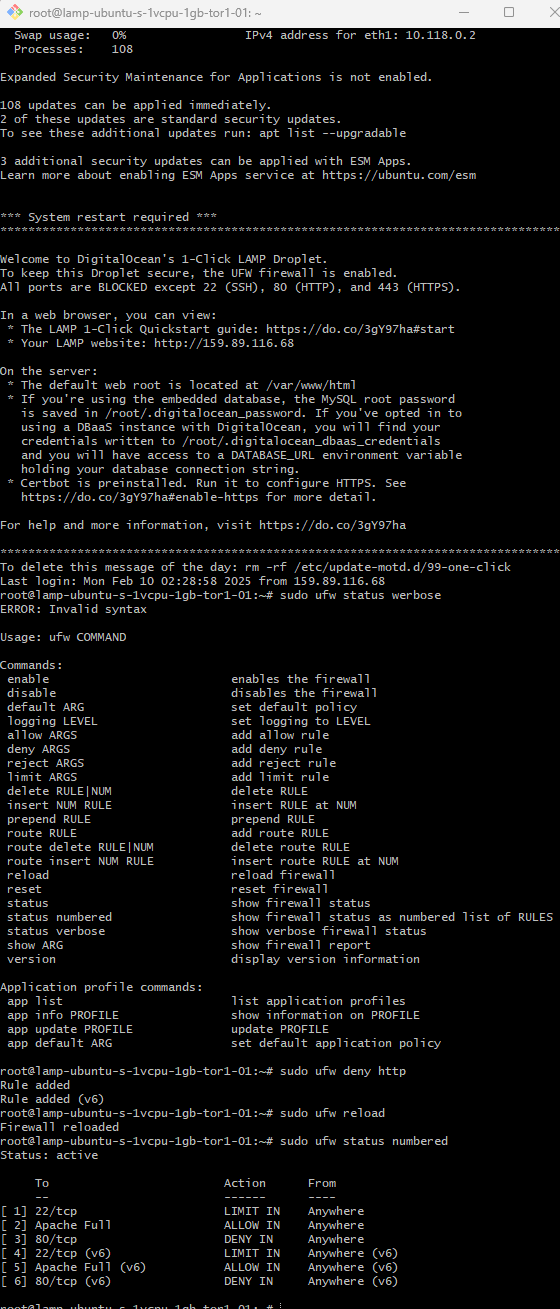 root@lamp-ubuntu-s-1vcpu-1gb-tor1-01: ~
Swap usage:   0%                 IPv4 address for eth1: 10.118.0.2
Processes:    108
Expanded Security Maintenance for Applications is not enabled.
108 updates can be applied immediately.
2 of these updates are standard security updates.
To see these additional updates run: apt list --upgradable
3 additional security updates can be applied with ESM Apps.
Learn more about enabling ESM Apps service at https://ubuntu.com/esm
*** System restart required ***
********************************************************************************
Welcome to DigitalOcean's 1-Click LAMP Droplet.
To keep this Droplet secure, the UFW firewall is enabled.
All ports are BLOCKED except 22 (SSH), 80 (HTTP), and 443 (HTTPS).
In a web browser, you can view:
* The LAMP 1-Click Quickstart guide: https://do.co/3gY97ha#start
* Your LAMP website: http://159.89.116.68
On the server:
* The default web root is located at /var/www/html
* If you're using the embedded database, the MySQL root password
is saved in /root/.digitalocean_password. If you've opted in to
using a DBaaS instance with DigitalOcean, you will find your
credentials written to /root/.digitalocean_dbaas_credentials
and you will have access to a DATABASE_URL environment variable
holding your database connection string.
* Certbot is preinstalled. Run it to configure HTTPS. See
https://do.co/3gY97ha#enable-https for more detail.
For help and more information, visit https://do.co/3gY97ha
********************************************************************************
To delete this message of the day: rm -rf /etc/update-motd.d/99-one-click
Last login: Mon Feb 10 02:28:58 2025 from 159.89.116.68
root@lamp-ubuntu-s-1vcpu-1gb-tor1-01:~# sudo ufw status werbose
ERROR: Invalid syntax
Usage: ufw COMMAND
Commands:
enable                          enables the firewall
disable                         disables the firewall
default ARG                     set default policy
logging LEVEL                   set logging to LEVEL
allow ARGS                      add allow rule
deny ARGS                       add deny rule
reject ARGS                     add reject rule
limit ARGS                      add limit rule
delete RULE|NUM                 delete RULE
insert NUM RULE                 insert RULE at NUM
prepend RULE                    prepend RULE
route RULE                      add route RULE
route delete RULE|NUM           delete route RULE
route insert NUM RULE           insert route RULE at NUM
reload                          reload firewall
reset                           reset firewall
status                          show firewall status
status numbered                 show firewall status as numbered list of RULES
status verbose                  show verbose firewall status
show ARG                        show firewall report
version                         display version information
Application profile commands:
app list                        list application profiles
app info PROFILE                show information on PROFILE
app update PROFILE              update PROFILE
app default ARG                 set default application policy
root@lamp-ubuntu-s-1vcpu-1gb-tor1-01:~# sudo ufw deny http
Rule added
Rule added (v6)
root@lamp-ubuntu-s-1vcpu-1gb-tor1-01:~# sudo ufw reload
Firewall reloaded
root@lamp-ubuntu-s-1vcpu-1gb-tor1-01:~# sudo ufw status numbered
Status: active
To                         Action      From
--                         ------      ----
[ 1] 22/tcp                     LIMIT IN    Anywhere
[ 2] Apache Full                ALLOW IN    Anywhere
[ 3] 80/tcp                     DENY IN     Anywhere
[ 4] 22/tcp (v6)                LIMIT IN    Anywhere (v6)
[ 5] Apache Full (v6)           ALLOW IN    Anywhere (v6)
[ 6] 80/tcp (v6)                DENY IN     Anywhere (v6)
root@lamp-ubuntu-s-1vcpu-1gb-tor1-01:~#